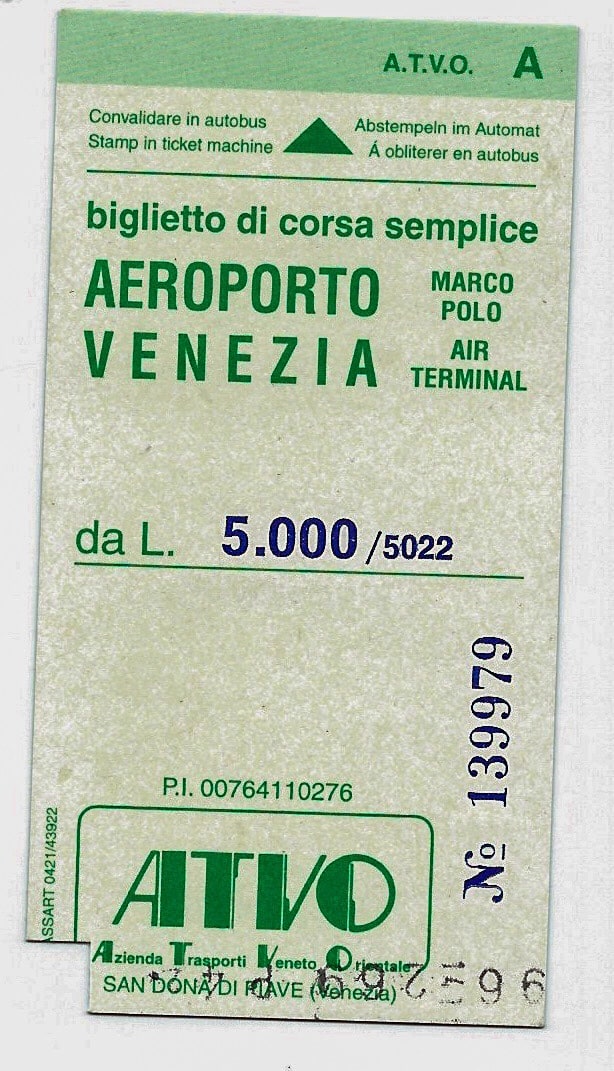 A.T.V.O. A
Convalidare in autobus
Stamp in ticket machine
Abstempeln im Automat
Á obliterer en autobus
biglietto di corsa semplice
AEROPORTO MARCO POLO
VENEZIA AIR TERMINAL
da L. 5.000 /5022
No 139979
P.I. 00764110276
ASSART 0421/43922
ATVO
Azienda Trasporti Veneto Orientale
SAN DONÀ DI PIAVE (Venezia)